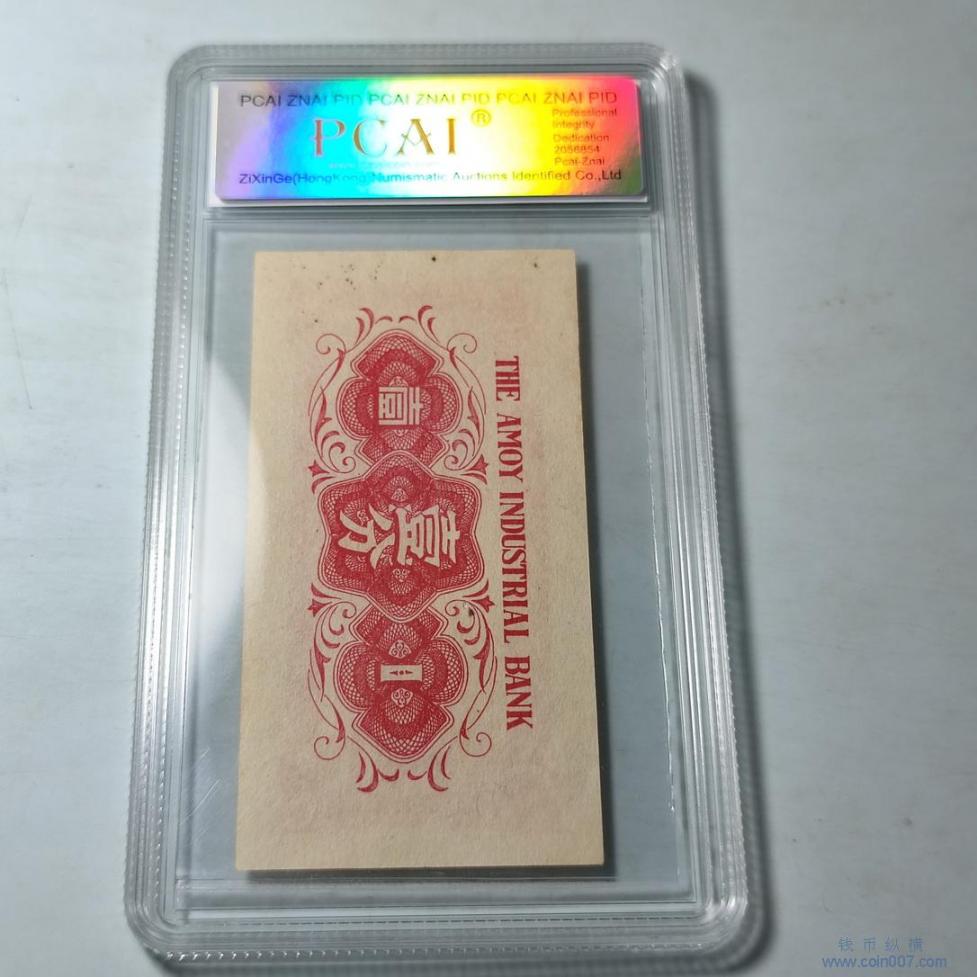 PCAI ZNAI PID PCAI ZNAI PID PCAI ZNAI PID
PCAI®
Professional
Integrity
Dedication
2056854
Pcai-Znai
ZiXinGe(HongKong)Numismatic Auctions Identified Co.,Ltd
THE AMOY INDUSTRIAL BANK
壹
壹分
1
钱币纵横
www.coin007.com